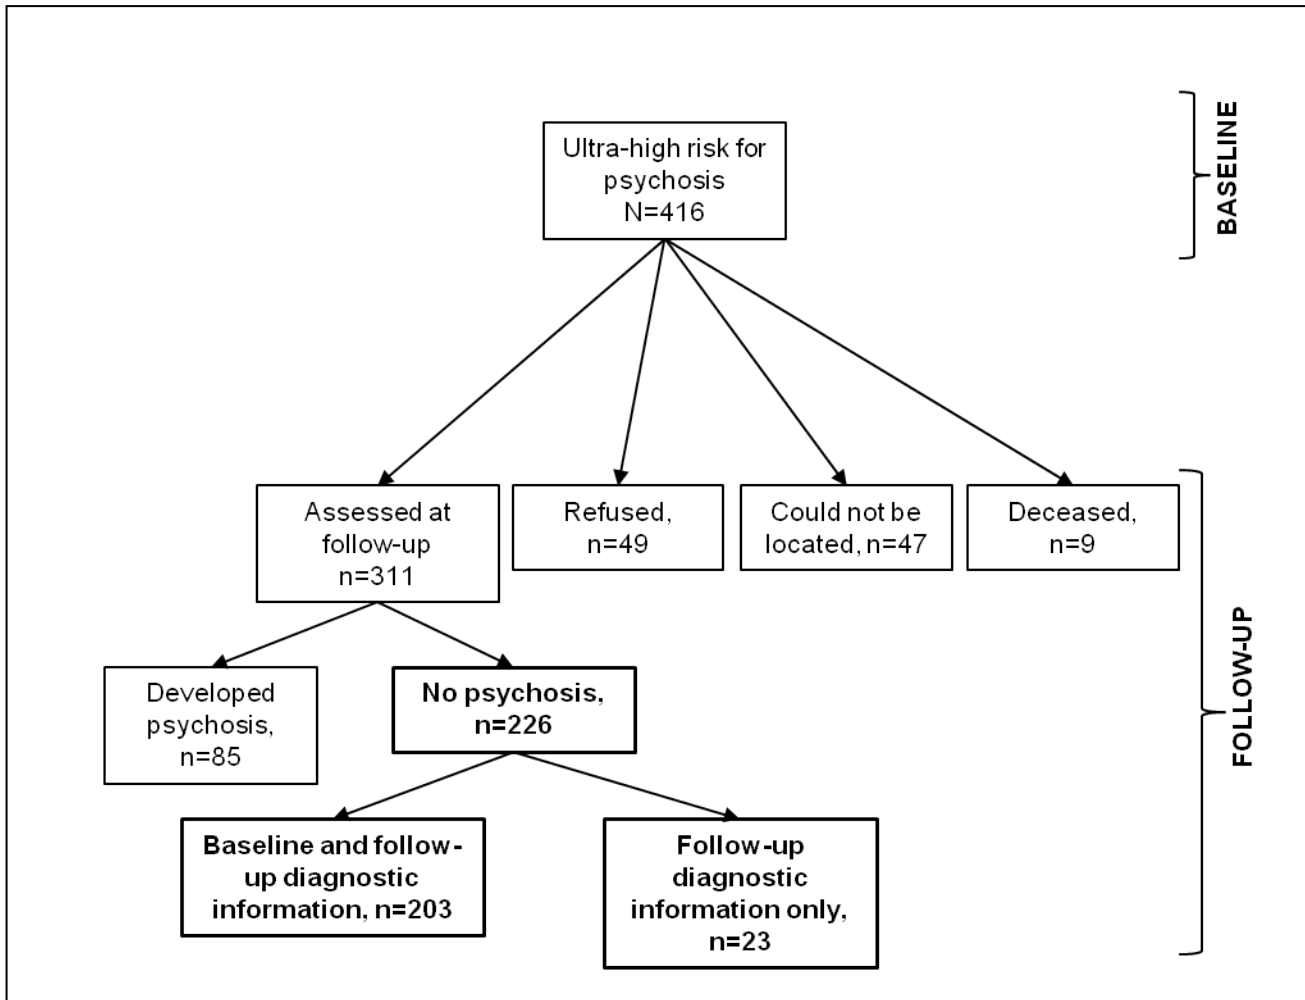 Ultra-high risk for
psychosis
N=416
BASELINE
Assessed at
follow-up
n=311
Refused,
n=49
Could not be
located, n=47
Deceased,
n=9
Developed
psychosis,
n=85
No psychosis,
n=226
FOLLOW-UP
Baseline and follow-
up diagnostic
information, n=203
Follow-up
diagnostic
information only,
n=23